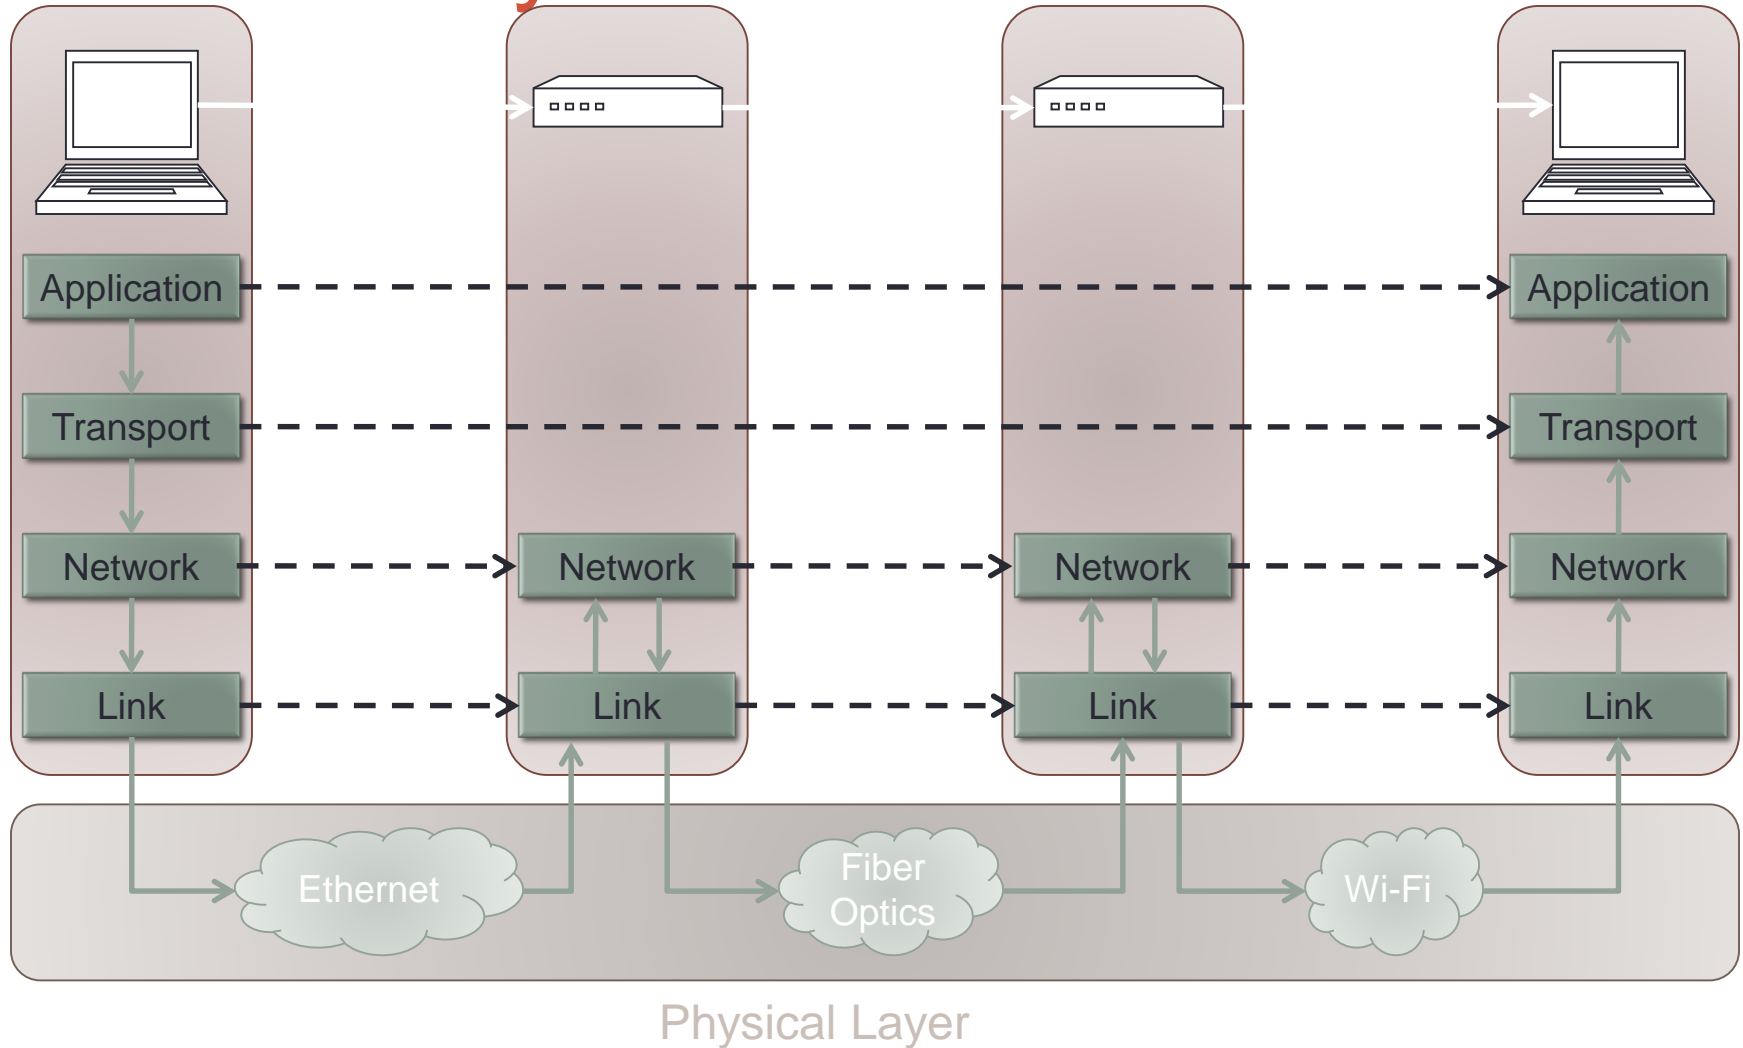 Application
Application
Transport
Transport
Network
Network
Network
Network
Link
Link
Link
Link
Ethernet
Fiber
Optics
Wi-Fi
Physical Layer